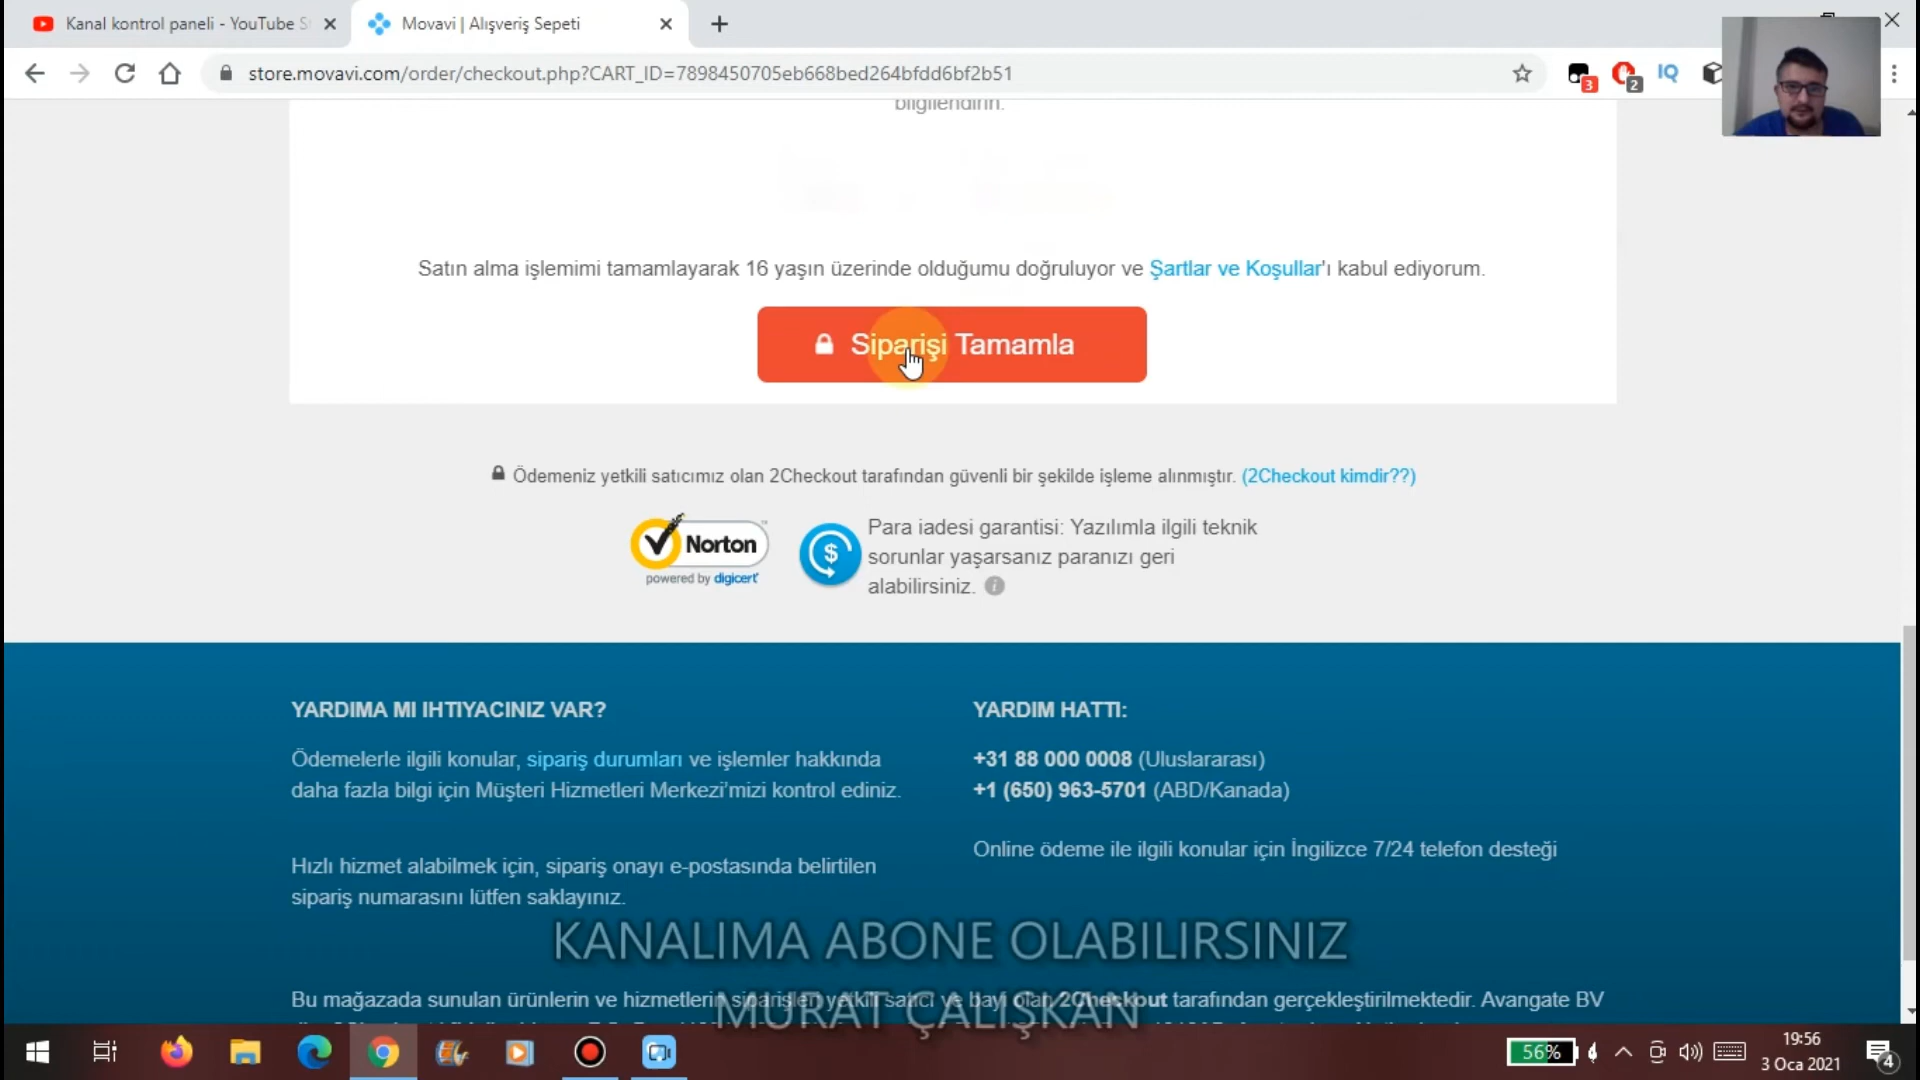 Kanal kontrol paneli - YouTube S
Movavi | Alışveriş Sepeti
store.movavi.com/order/checkout.php?CART_ID=7898450705eb668bed264bfdd6bf2b51
3
2
IQ
bilgilendirin.
Satın alma işlemimi tamamlayarak 16 yaşın üzerinde olduğumu doğruluyor ve Şartlar ve Koşullar'ı kabul ediyorum.
Siparişi Tamamla
Ödemeniz yetkili satıcımız olan 2Checkout tarafından güvenli bir şekilde işleme alınmıştır. (2Checkout kimdir??)
Norton
powered by digicert
Para iadesi garantisi: Yazılımla ilgili teknik
sorunlar yaşarsanız paranızı geri
alabilirsiniz.
YARDIMA MI IHTIYACINIZ VAR?
Ödemelerle ilgili konular, sipariş durumları ve işlemler hakkında
daha fazla bilgi için Müşteri Hizmetleri Merkezi'mizi kontrol ediniz.
Hızlı hizmet alabilmek için, sipariş onayı e-postasında belirtilen
sipariş numarasını lütfen saklayınız.
YARDIM HATTI:
+31 88 000 0008 (Uluslararası)
+1 (650) 963-5701 (ABD/Kanada)
Online ödeme ile ilgili konular için İngilizce 7/24 telefon desteği
KANALIMA ABONE OLABILIRSINIZ
Bu mağazada sunulan ürünlerin ve hizmetlerin siparişleri yetkili satıcı ve bayi olan 2Checkout tarafından gerçekleştirilmektedir. Avangate BV
MURAT ÇALIŞKAN
56%
19:56
3 Oca 2021
4